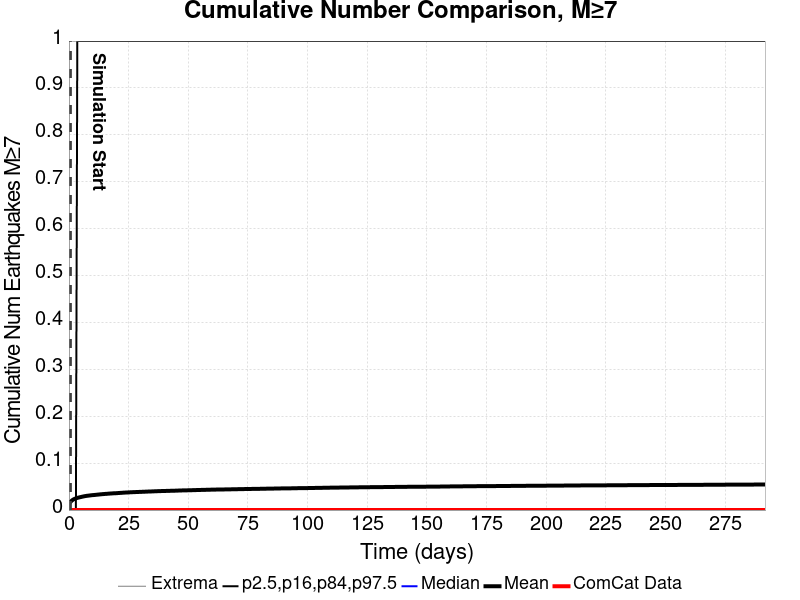 Cumulative Number Comparison, M≥7
Cumulative Num Earthquakes M≥7
1
0.9
0.8
0.7
0.6
0.5
0.4
0.3
0.2
0.1
0
Simulation Start
0 25 50 75 100 125 150 175 200 225 250 275
Time (days)
Extrema p2.5,p16,p84,p97.5 Median Mean ComCat Data